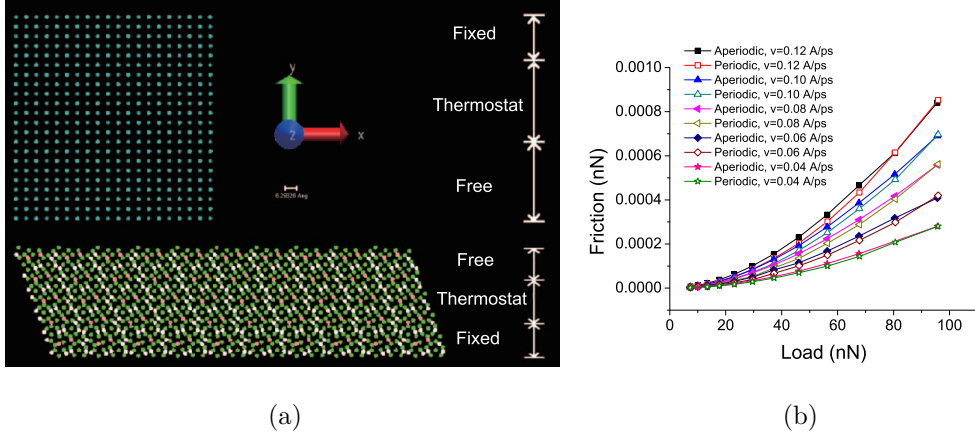 Fixed
Thermostat
Free
y
z
x
Free
Thermostat
Fixed
(a)
Aperiodic, v=0.12 A/ps
Periodic, v=0.12 A/ps
Aperiodic, v=0.10 A/ps
Periodic, v=0.10 A/ps
Aperiodic, v=0.08 A/ps
Periodic, v=0.08 A/ps
Aperiodic, v=0.06 A/ps
Periodic, v=0.06 A/ps
Aperiodic, v=0.04 A/ps
Periodic, v=0.04 A/ps
0.0010
0.0008
0.0006
0.0004
0.0002
0.0000
Friction (nN)
0 20 40 60 80 100
Load (nN)
(b)